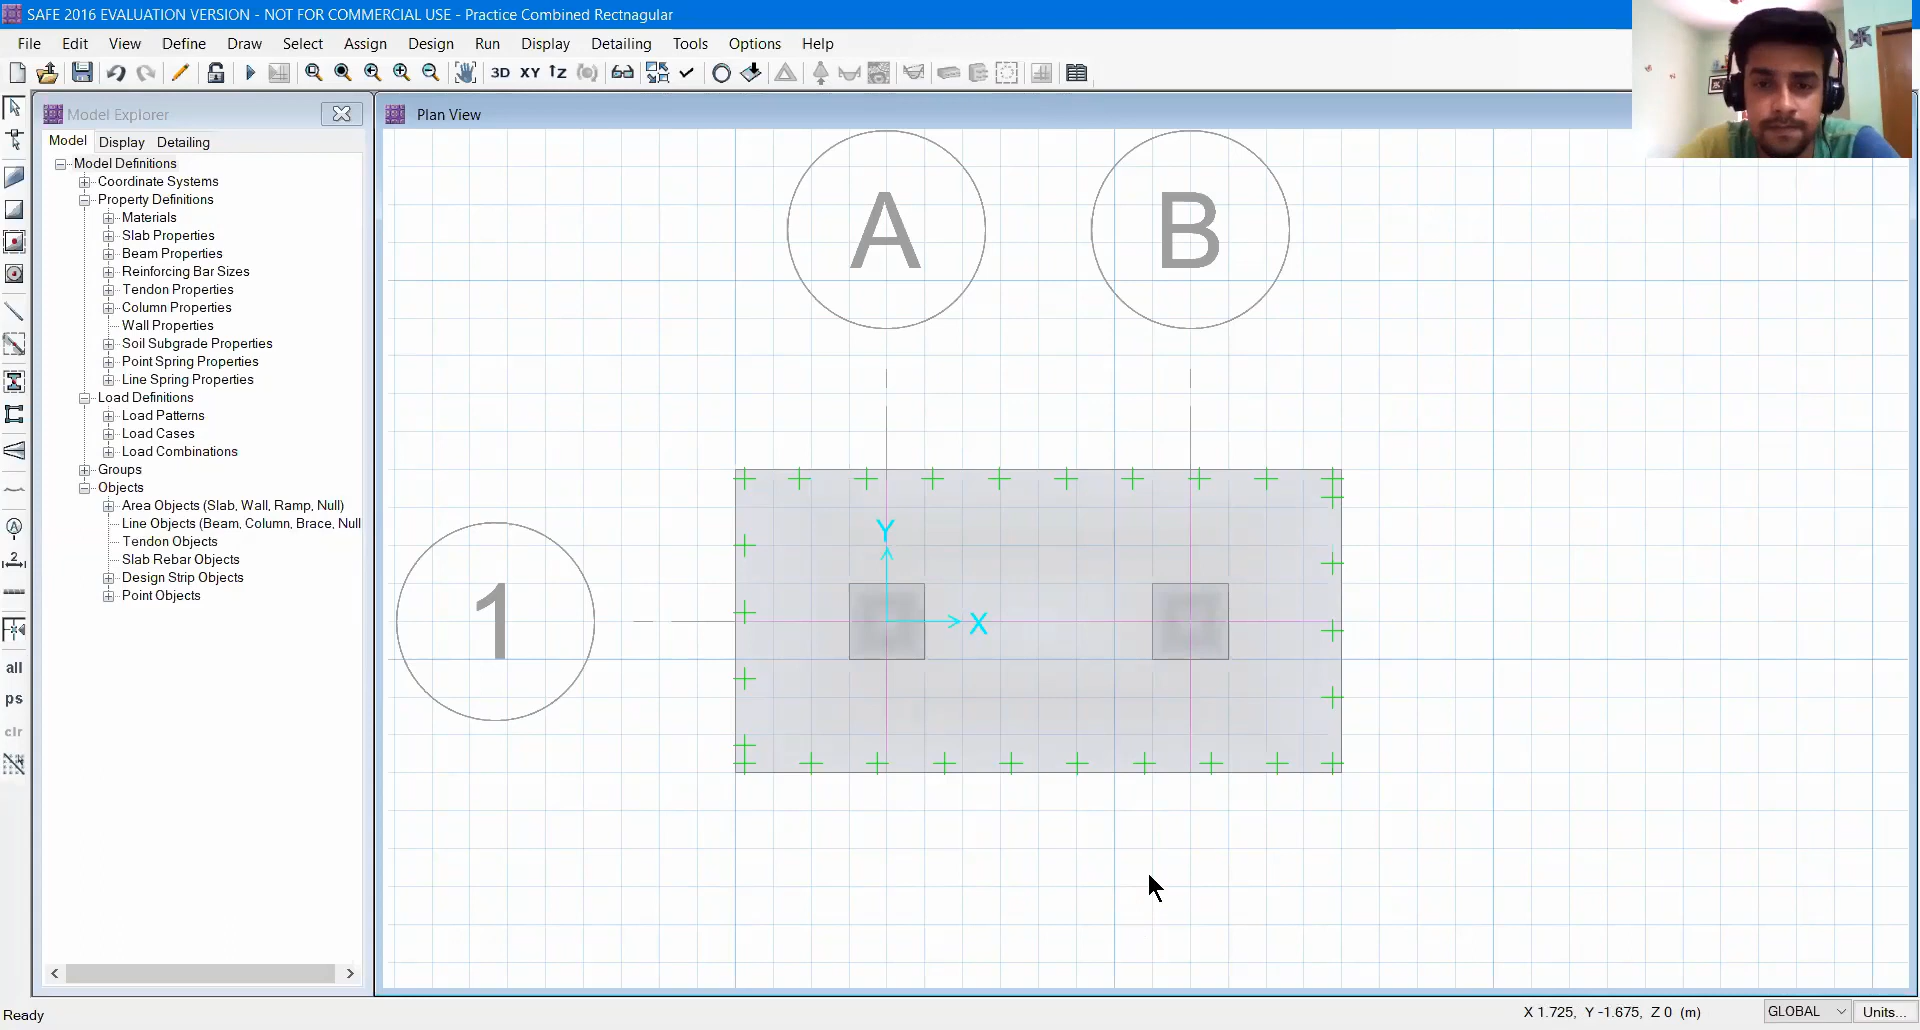 SAFE 2016 EVALUATION VERSION - NOT FOR COMMERCIAL USE - Practice Combined Rectnagular
File Edit View Define Draw Select Assign Design Run Display Detailing Tools Options Help
3D XY Z
Model Explorer
Plan View
Model Display Detailing
Model Definitions
Coordinate Systems
Property Definitions
Materials
Slab Properties
Beam Properties
Reinforcing Bar Sizes
Tendon Properties
Column Properties
Wall Properties
Soil Subgrade Properties
Point Spring Properties
Line Spring Properties
Load Definitions
Load Patterns
Load Cases
Load Combinations
Groups
Objects
Area Objects (Slab, Wall, Ramp, Null)
Line Objects (Beam, Column, Brace, Null
Tendon Objects
Slab Rebar Objects
Design Strip Objects
Point Objects
all
ps
clr
A B
1
Y
X
Ready
X 1.725, Y -1.675, Z 0 (m)
GLOBAL
Units...